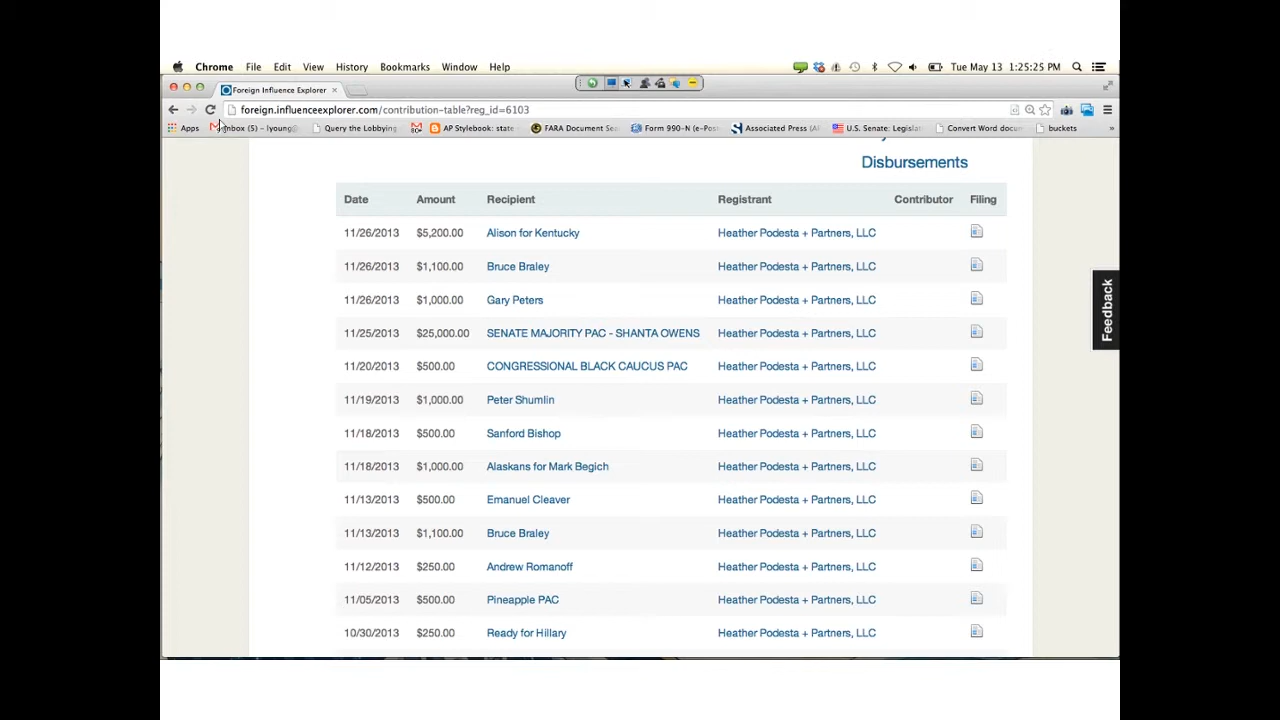 Chrome File Edit View History Bookmarks Window Help Tue May 13 1:25:25 PM
Foreign Influence Explorer
foreign.influenceexplorer.com/contribution-table?reg_id=6103
Apps Inbox (5) – lyoung@ Query the Lobbying AP Stylebook: state FARA Document Sea Form 990-N (e-Pos Associated Press (A U.S. Senate: Legisla Convert Word docu buckets »
Disbursements
Date Amount Recipient Registrant Contributor Filing
11/26/2013 $5,200.00 Alison for Kentucky Heather Podesta + Partners, LLC
11/26/2013 $1,100.00 Bruce Braley Heather Podesta + Partners, LLC
11/26/2013 $1,000.00 Gary Peters Heather Podesta + Partners, LLC
11/25/2013 $25,000.00 SENATE MAJORITY PAC - SHANTA OWENS Heather Podesta + Partners, LLC
11/20/2013 $500.00 CONGRESSIONAL BLACK CAUCUS PAC Heather Podesta + Partners, LLC
11/19/2013 $1,000.00 Peter Shumlin Heather Podesta + Partners, LLC
11/18/2013 $500.00 Sanford Bishop Heather Podesta + Partners, LLC
11/18/2013 $1,000.00 Alaskans for Mark Begich Heather Podesta + Partners, LLC
11/13/2013 $500.00 Emanuel Cleaver Heather Podesta + Partners, LLC
11/13/2013 $1,100.00 Bruce Braley Heather Podesta + Partners, LLC
11/12/2013 $250.00 Andrew Romanoff Heather Podesta + Partners, LLC
11/05/2013 $500.00 Pineapple PAC Heather Podesta + Partners, LLC
10/30/2013 $250.00 Ready for Hillary Heather Podesta + Partners, LLC
Feedback